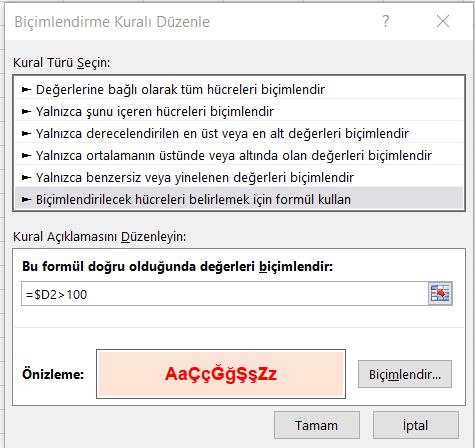 Biçimlendirme Kuralı Düzenle ? ×
Kural Türü Seçin:
► Değerlerine bağlı olarak tüm hücreleri biçimlendir
► Yalnızca şunu içeren hücreleri biçimlendir
► Yalnızca derecelendirilen en üst veya en alt değerleri biçimlendir
► Yalnızca ortalamanın üstünde veya altında olan değerleri biçimlendir
► Yalnızca benzersiz veya yinelenen değerleri biçimlendir
► Biçimlendirilecek hücreleri belirlemek için formül kullan
Kural Açıklamasını Düzenleyin:
Bu formül doğru olduğunda değerleri biçimlendir:
=$D2>100
Önizleme: AaÇçĞğŞşZz Biçimlendir...
Tamam İptal